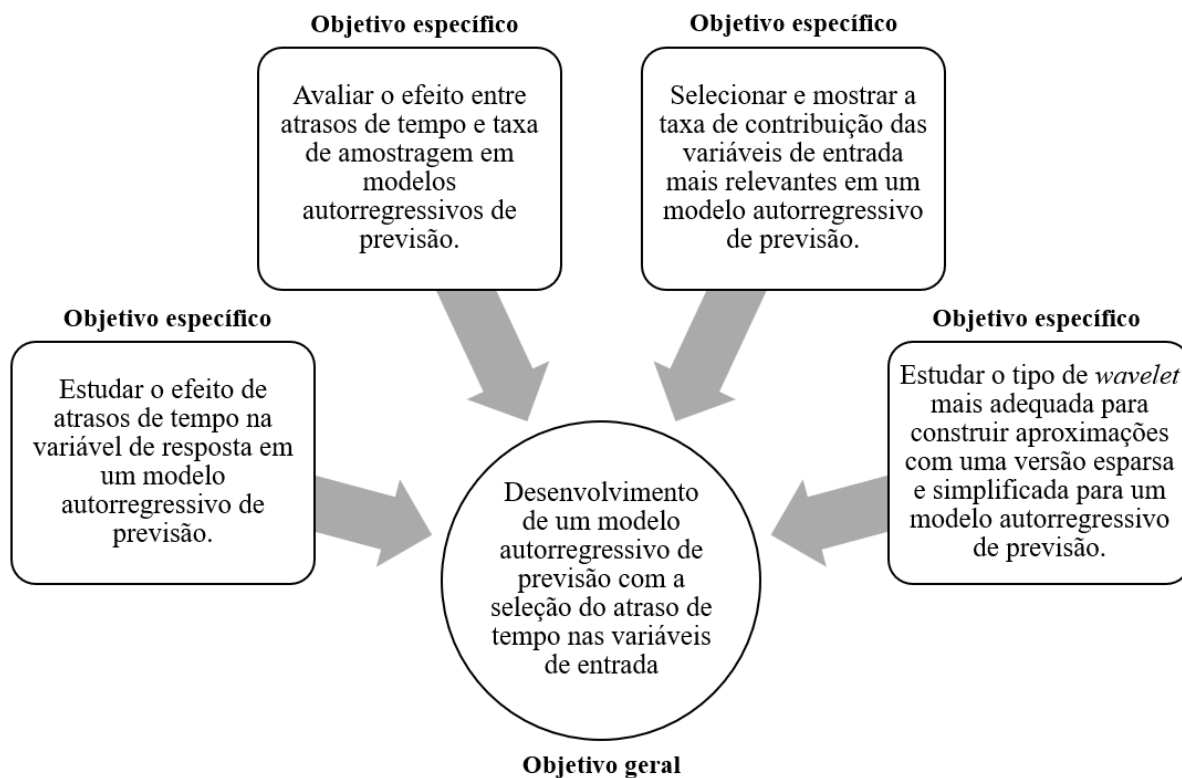 Objetivo específico
Avaliar o efeito entre
atrasos de tempo e taxa
de amostragem em
modelos
autorregressivos de
previsão.
Objetivo específico
Selecionar e mostrar a
taxa de contribuição das
variáveis de entrada
mais relevantes em um
modelo autorregressivo
de previsão.
Objetivo específico
Estudar o efeito de
atrasos de tempo na
variável de resposta em
um modelo
autorregressivo de
previsão.
Objetivo específico
Estudar o tipo de wavelet
mais adequada para
construir aproximações
com uma versão esparsa
e simplificada para um
modelo autorregressivo
de previsão.
Desenvolvimento
de um modelo
autorregressivo de
previsão com a
seleção do atraso de
tempo nas variáveis
de entrada
Objetivo geral